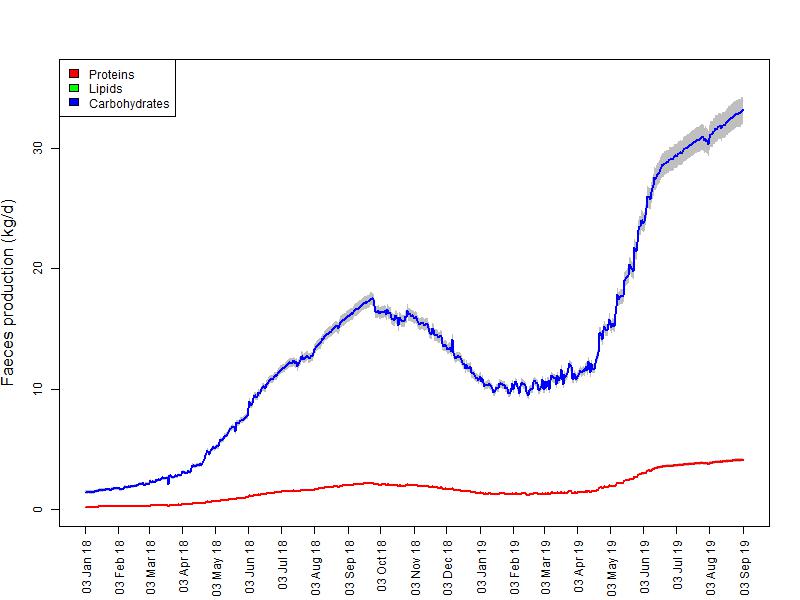 Proteins
Lipids
Carbohydrates
Faeces production (kg/d)
30
20
10
0
03 Jan 18
03 Feb 18
03 Mar 18
03 Apr 18
03 May 18
03 Jun 18
03 Jul 18
03 Aug 18
03 Sep 18
03 Oct 18
03 Nov 18
03 Dec 18
03 Jan 19
03 Feb 19
03 Mar 19
03 Apr 19
03 May 19
03 Jun 19
03 Jul 19
03 Aug 19
03 Sep 19